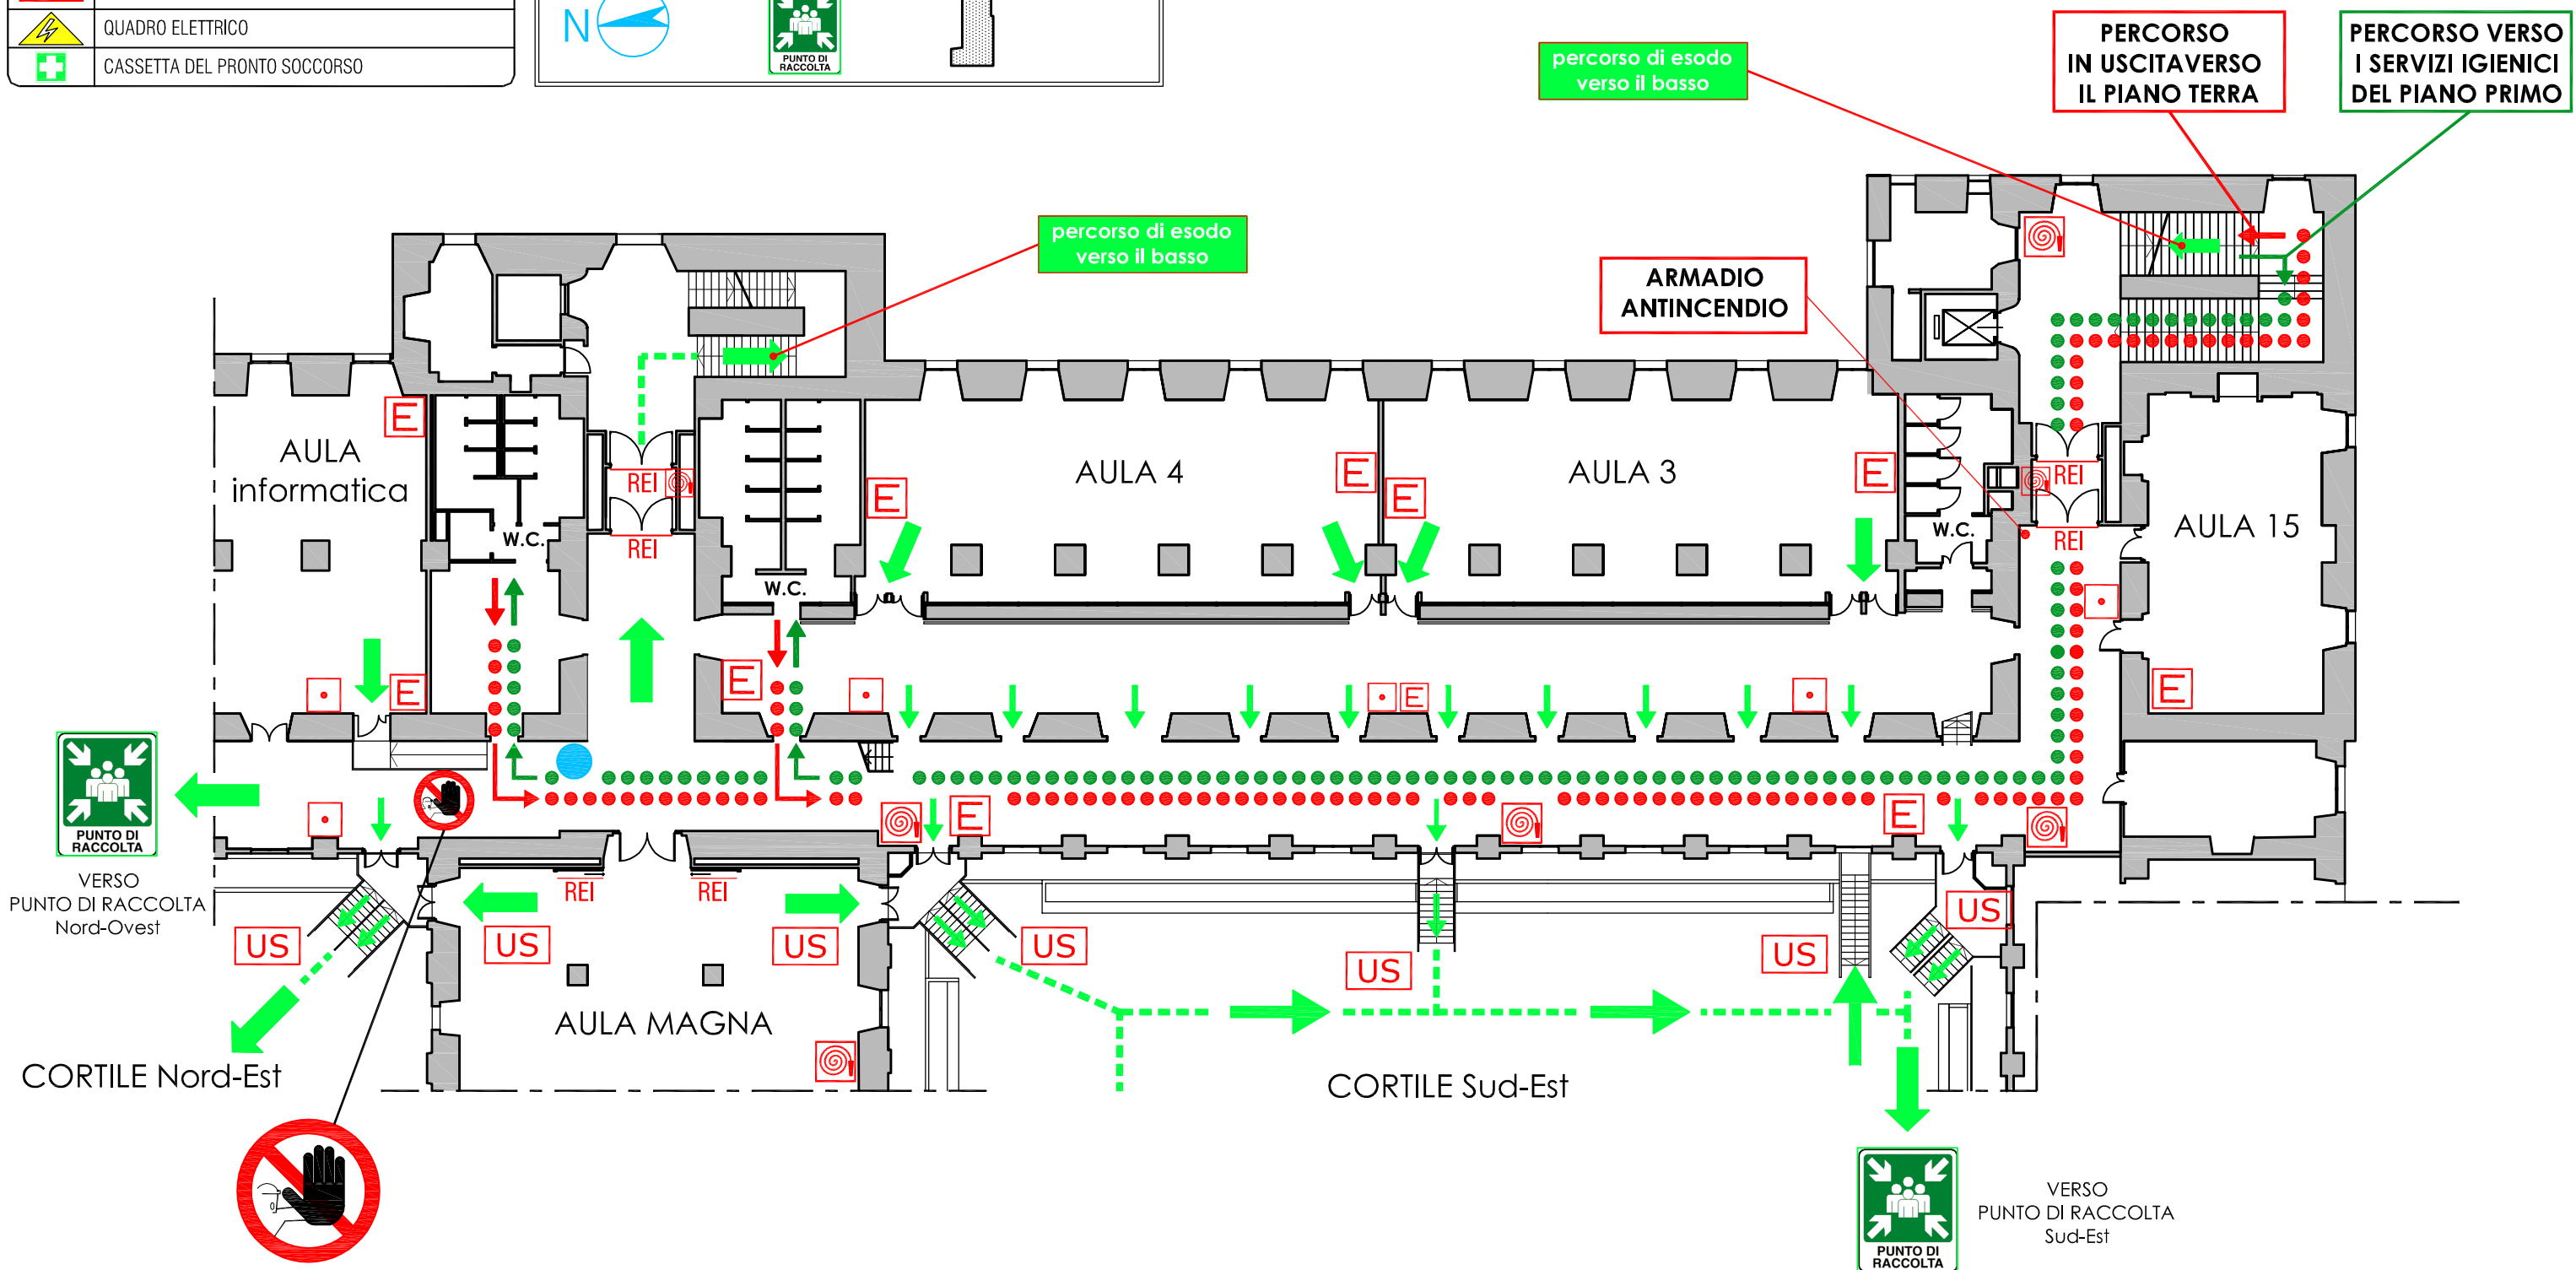 QUADRO ELETTRICO
CASSETTA DEL PRONTO SOCCORSO
N
PUNTO DI
RACCOLTA
percorso di esodo
verso il basso
PERCORSO
IN USCITAVERSO
IL PIANO TERRA
PERCORSO VERSO
I SERVIZI IGIENICI
DEL PIANO PRIMO
percorso di esodo
verso il basso
ARMADIO
ANTINCENDIO
AULA
informatica
E
W.C.
REI
REI
W.C.
E
AULA 4
E
E
AULA 3
E
W.C.
REI
REI
AULA 15
E
E
E
E
PUNTO DI
RACCOLTA
VERSO
PUNTO DI RACCOLTA
Nord-Ovest
E
E
REI
REI
US
US
US
US
US
US
US
AULA MAGNA
CORTILE Nord-Est
CORTILE Sud-Est
PUNTO DI
RACCOLTA
VERSO
PUNTO DI RACCOLTA
Sud-Est